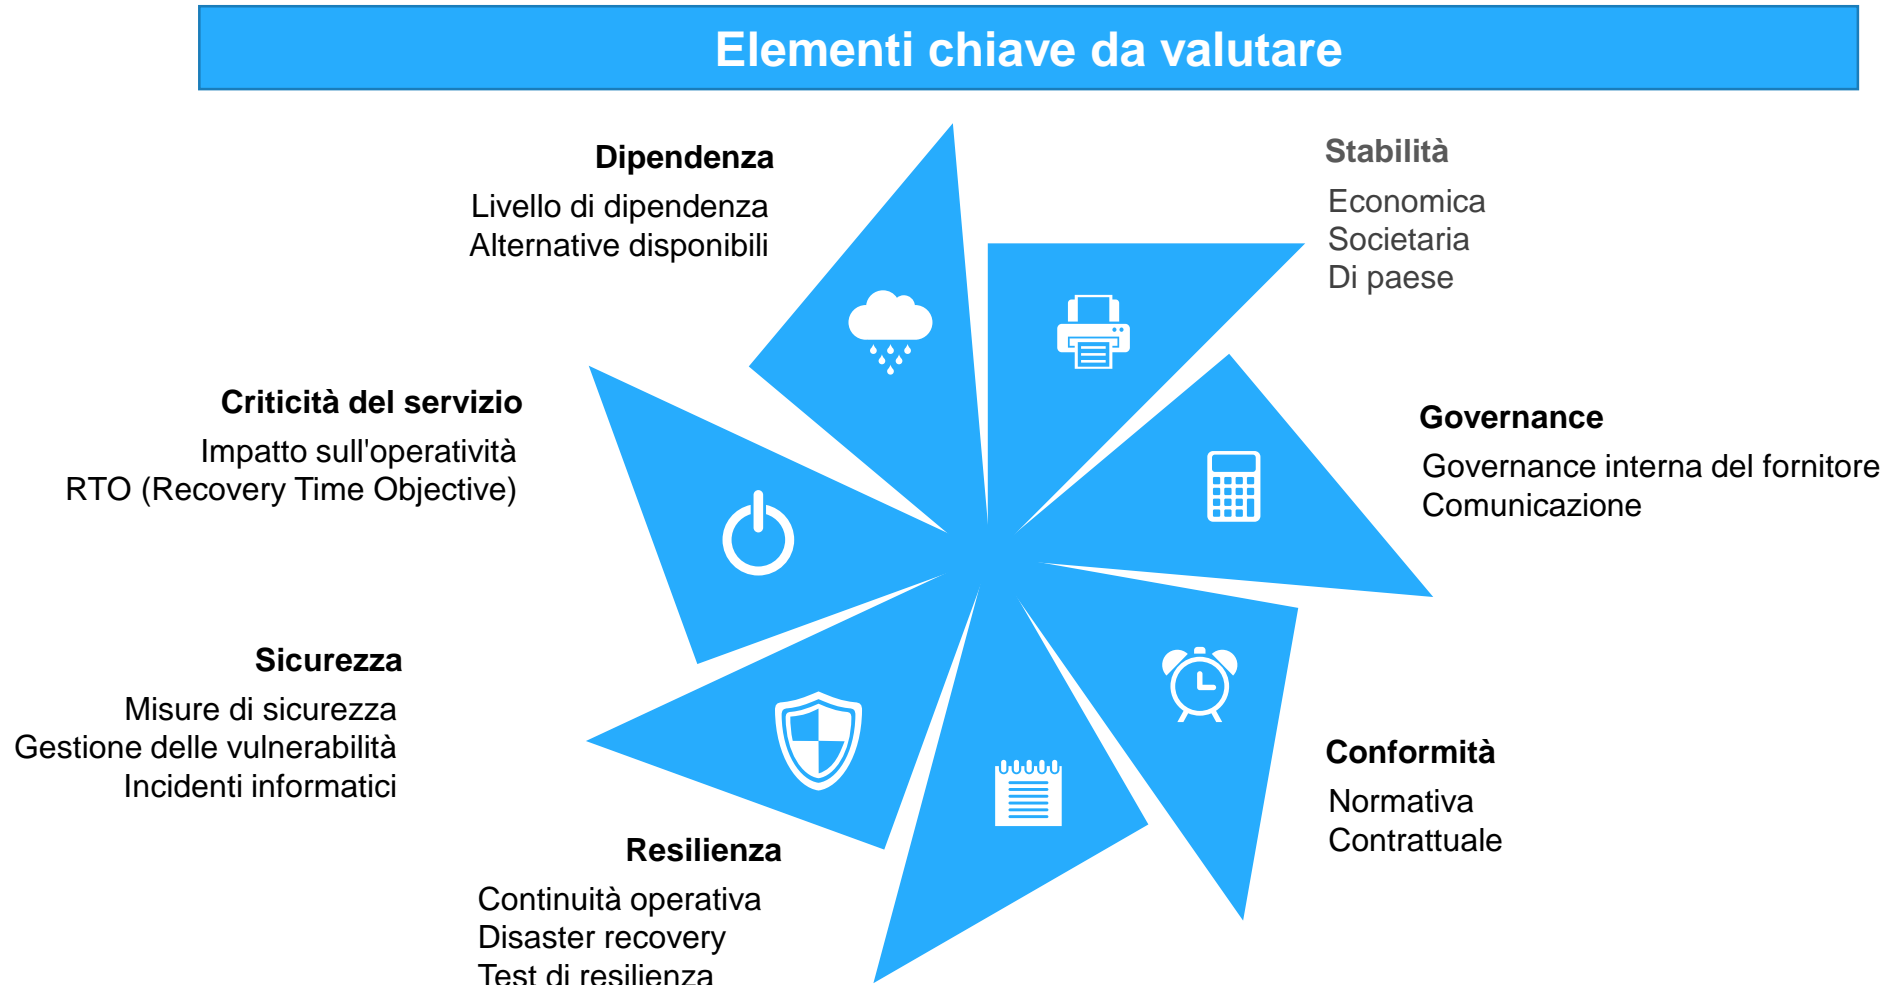 Elementi chiave da valutare
Dipendenza
Livello di dipendenza
Alternative disponibili
Stabilità
Economica
Societaria
Di paese
Criticità del servizio
Impatto sull'operatività
RTO (Recovery Time Objective)
Governance
Governance interna del fornitore
Comunicazione
Sicurezza
Misure di sicurezza
Gestione delle vulnerabilità
Incidenti informatici
Conformità
Normativa
Contrattuale
Resilienza
Continuità operativa
Disaster recovery
Test di resilienza